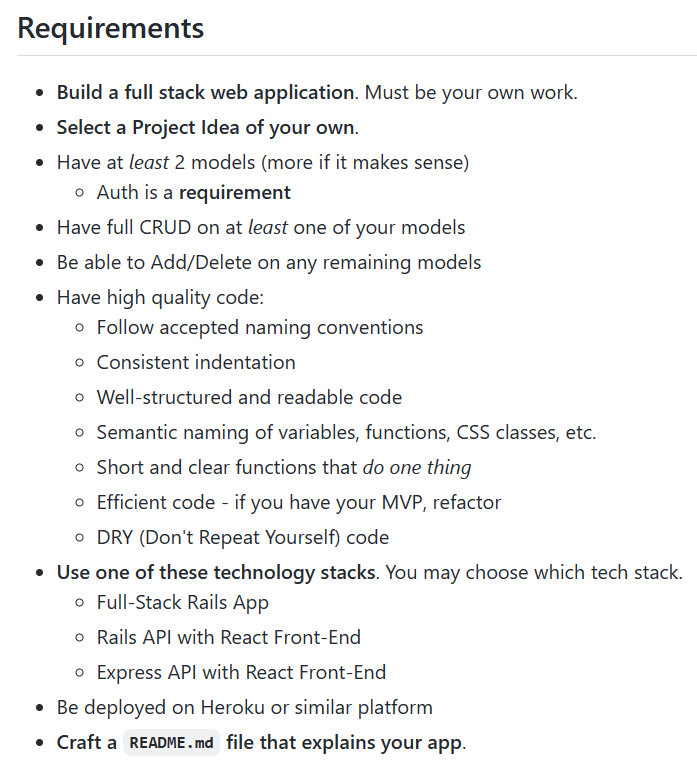 Requirements
Build a full stack web application. Must be your own work.
Select a Project Idea of your own.
Have at least 2 models (more if it makes sense)
Auth is a requirement
Have full CRUD on at least one of your models
Be able to Add/Delete on any remaining models
Have high quality code:
Follow accepted naming conventions
Consistent indentation
Well-structured and readable code
Semantic naming of variables, functions, CSS classes, etc.
Short and clear functions that do one thing
Efficient code - if you have your MVP, refactor
DRY (Don't Repeat Yourself) code
Use one of these technology stacks. You may choose which tech stack.
Full-Stack Rails App
Rails API with React Front-End
Express API with React Front-End
Be deployed on Heroku or similar platform
Craft a README.md file that explains your app.